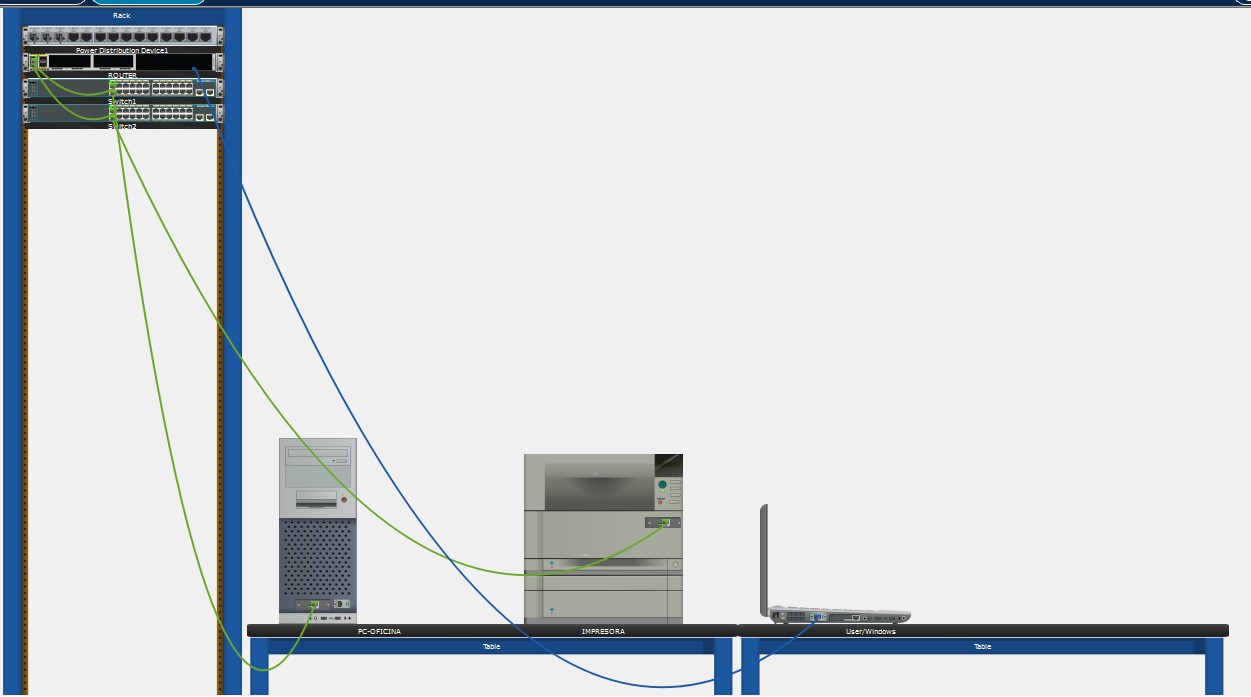 Rack
Power Distribution Device1
ROUTER
Switch1
Switch2
PC-OFICINA
IMPRESORA
User/Windows
Table
Table